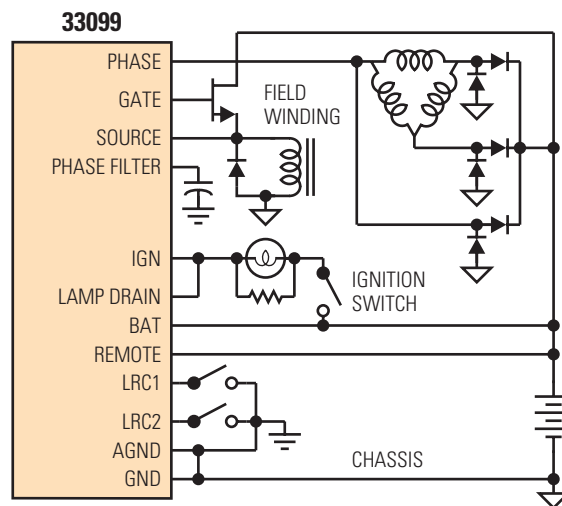 33099
PHASE
GATE
SOURCE
PHASE FILTER
FIELD
WINDING
IGN
LAMP DRAIN
IGNITION
SWITCH
BAT
REMOTE
LRC1
LRC2
AGND
GND
CHASSIS